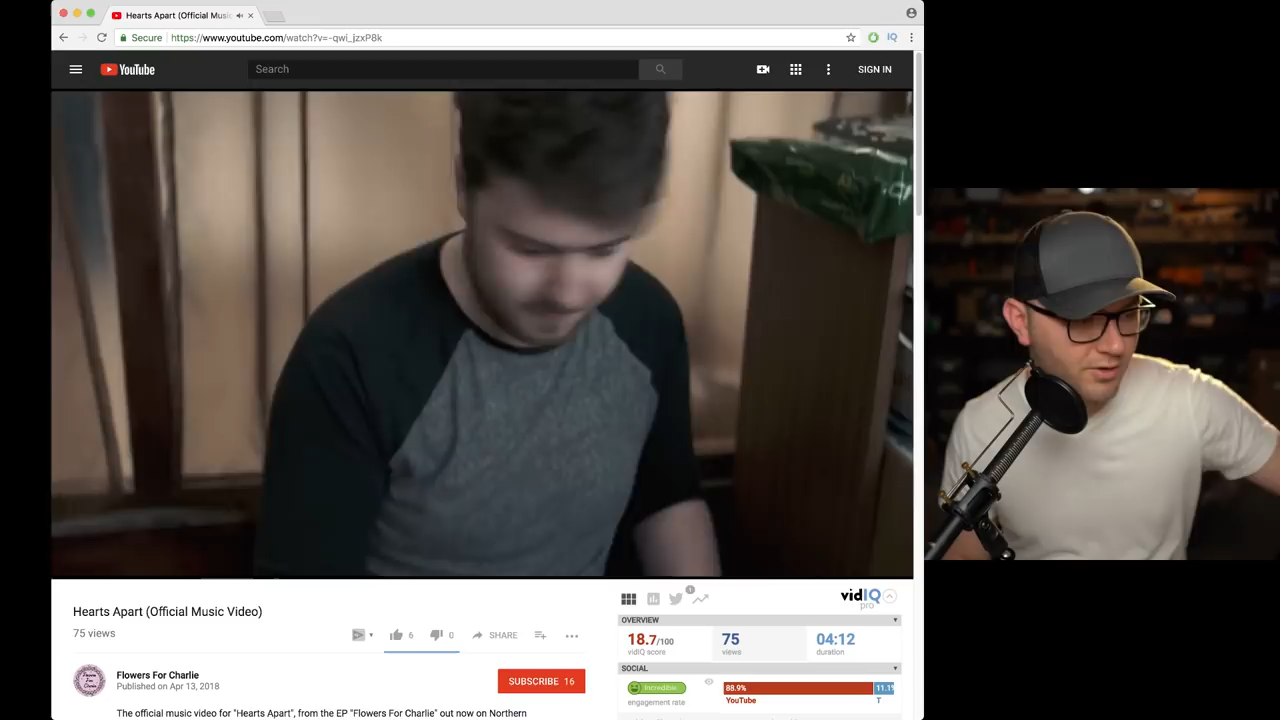 Hearts Apart (Official Music
Secure https://www.youtube.com/watch?v=-qwi_jzxP8k IQ
YouTube Search SIGN IN
Hearts Apart (Official Music Video)
75 views
6 0 SHARE
Flowers For Charlie
Published on Apr 13, 2018
SUBSCRIBE 16
The official music video for "Hearts Apart", from the EP "Flowers For Charlie" out now on Northern
1
vidIQ
pro
OVERVIEW
18.7/100 75 04:12
vidIQ score views duration
SOCIAL
Incredible 88.9% 11.1%
engagement rate YouTube T